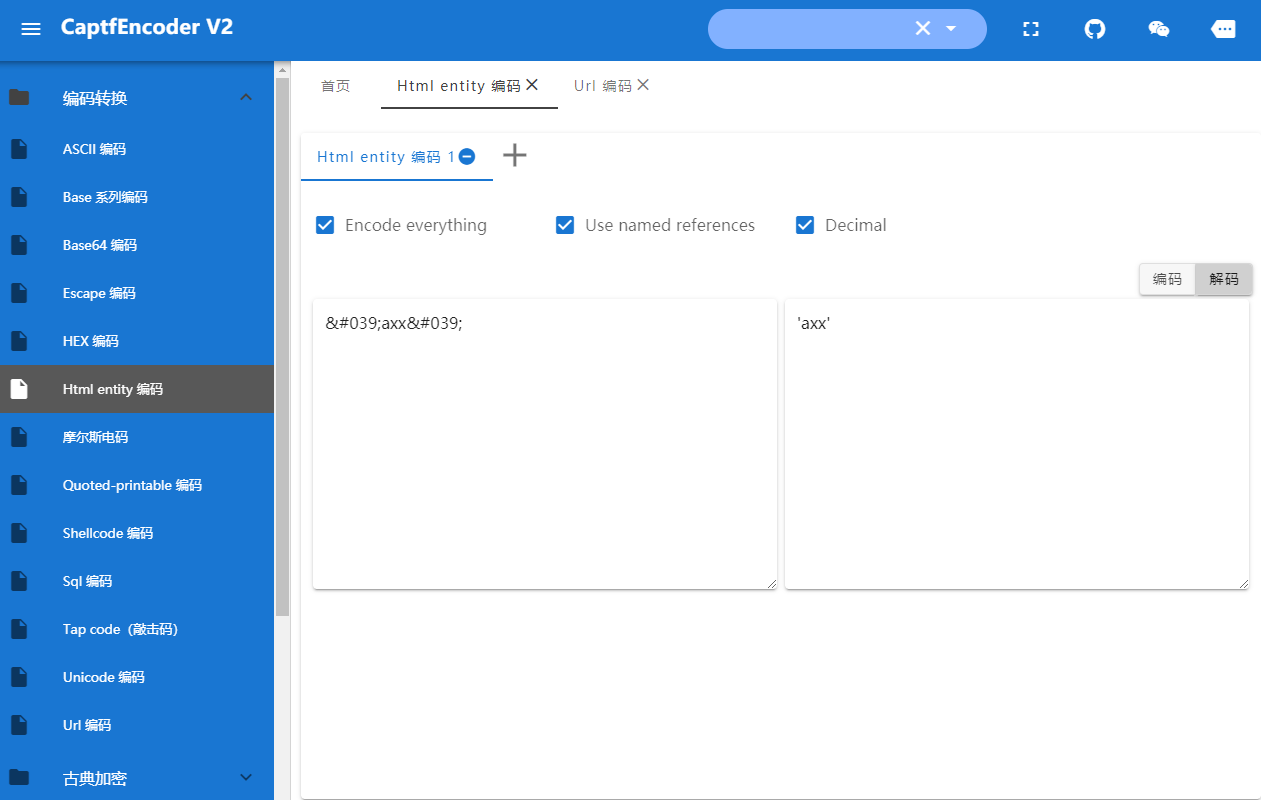 CaptfEncoder V2
编码转换
ASCII 编码
Base 系列编码
Base64 编码
Escape 编码
HEX 编码
Html entity 编码
摩尔斯电码
Quoted-printable 编码
Shellcode 编码
Sql 编码
Tap code（敲击码）
Unicode 编码
Url 编码
古典加密
首页
Html entity 编码
Url 编码
Html entity 编码 1
Encode everything
Use named references
Decimal
编码
解码
&#039;axx&#039;
'axx'